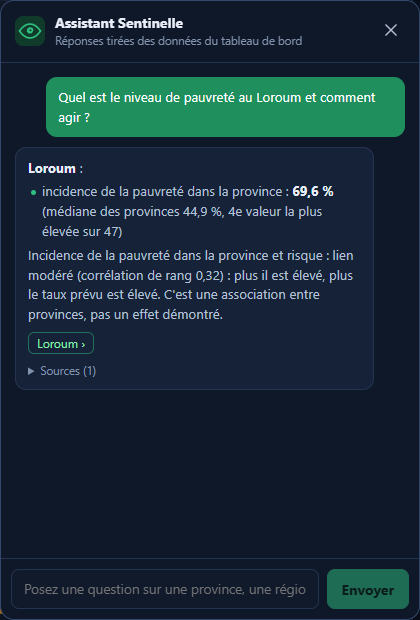 Assistant Sentinelle
Réponses tirées des données du tableau de bord
Quel est le niveau de pauvreté au Loroum et comment
agir ?
Loroum :
incidence de la pauvreté dans la province : 69,6 %
(médiane des provinces 44,9 %, 4e valeur la plus
élevée sur 47)
Incidence de la pauvreté dans la province et risque : lien
modéré (corrélation de rang 0,32) : plus il est élevé, plus
le taux prévu est élevé. C'est une association entre
provinces, pas un effet démontré.
Loroum ›
Sources (1)
Posez une question sur une province, une régio
Envoyer